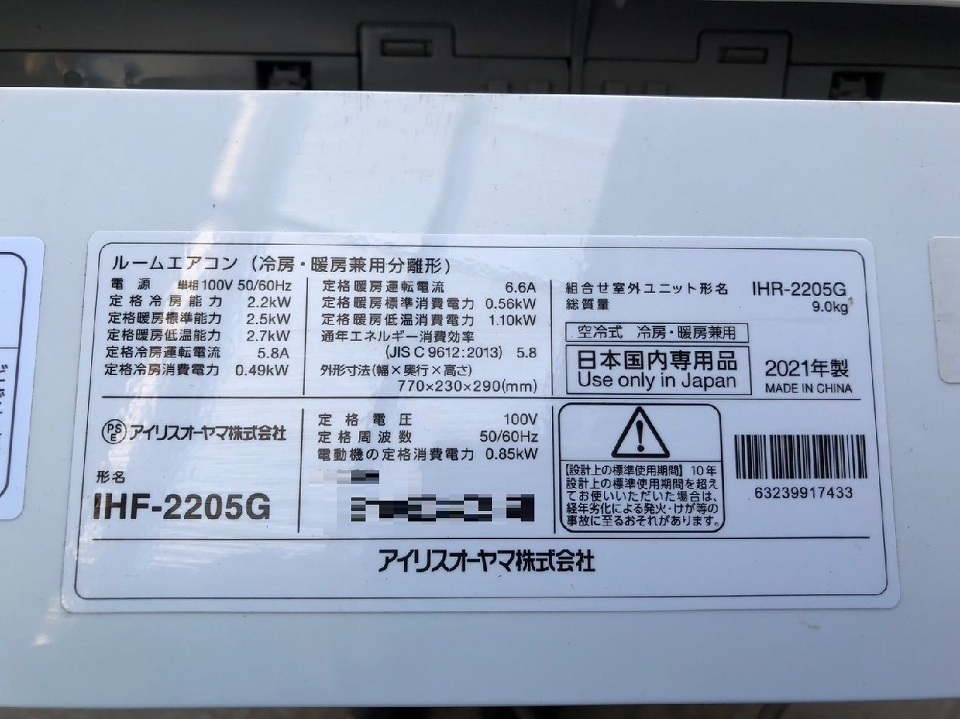 ルームエアコン（冷房・暖房兼用分離形）
電源 単相100V 50/60Hz
定格冷房能力 2.2kW
定格暖房標準能力 2.5kW
定格暖房低温能力 2.7kW
定格冷房運転電流 5.8A
定格冷房消費電力 0.49kW
定格暖房運転電流 6.6A
定格暖房標準消費電力 0.56kW
定格暖房低温消費電力 1.10kW
通年エネルギー消費効率
(JIS C 9612:2013) 5.8
外形寸法(幅×奥行×高さ)
770×230×290(mm)
組合せ室外ユニット形名 IHR-2205G
総質量 9.0kg
空冷式 冷房・暖房兼用
日本国内専用品
Use only in Japan
2021年製
MADE IN CHINA
PSE アイリスオーヤマ株式会社
形名
IHF-2205G
定格電圧 100V
定格周波数 50/60Hz
電動機の定格消費電力 0.85kW
【設計上の標準使用期間】10年
設計上の標準使用期間を超え
てお使いいただいた場合は、
経年劣化による発火・けが等の
事故に至るおそれがあります。
63239917433
アイリスオーヤマ株式会社